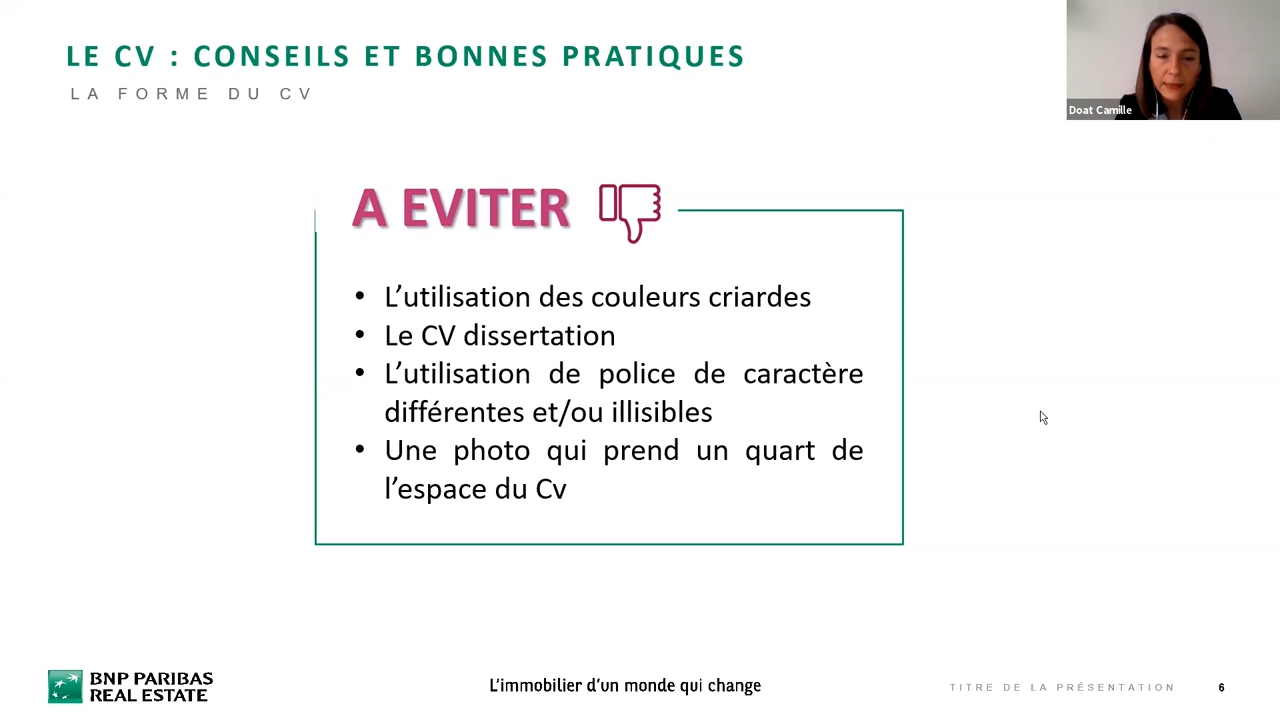 LE CV : CONSEILS ET BONNES PRATIQUES
LA FORME DU CV
Doat Camille
A EVITER
• L’utilisation des couleurs criardes
• Le CV dissertation
• L’utilisation de police de caractère
différentes et/ou illisibles
• Une photo qui prend un quart de
l’espace du Cv
BNP PARIBAS
REAL ESTATE
L’immobilier d’un monde qui change
TITRE DE LA PRÉSENTATION
6